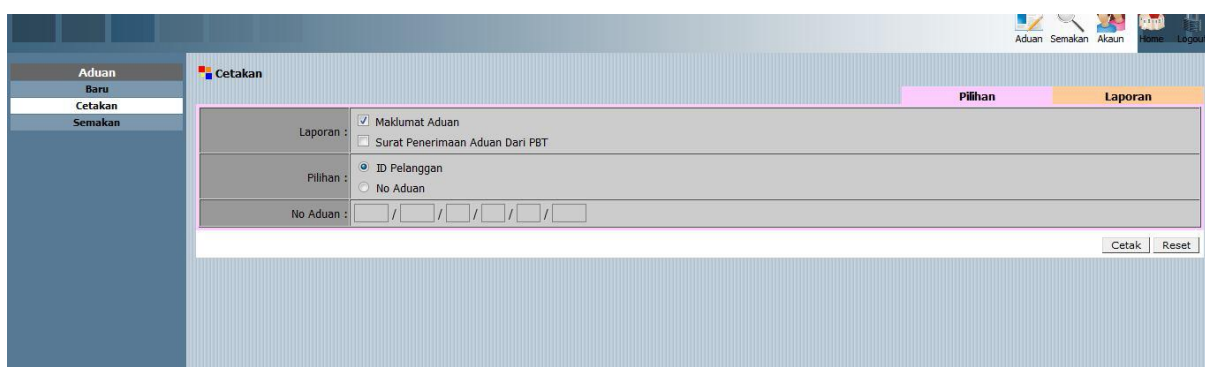 Aduan Semakan Akaun Home Logout
Aduan
Baru
Cetakan
Semakan
Cetakan
Pilihan Laporan
Laporan : Maklumat Aduan
Surat Penerimaan Aduan Dari PBT
Pilihan : ID Pelanggan
No Aduan
No Aduan : / / / / /
Cetak Reset